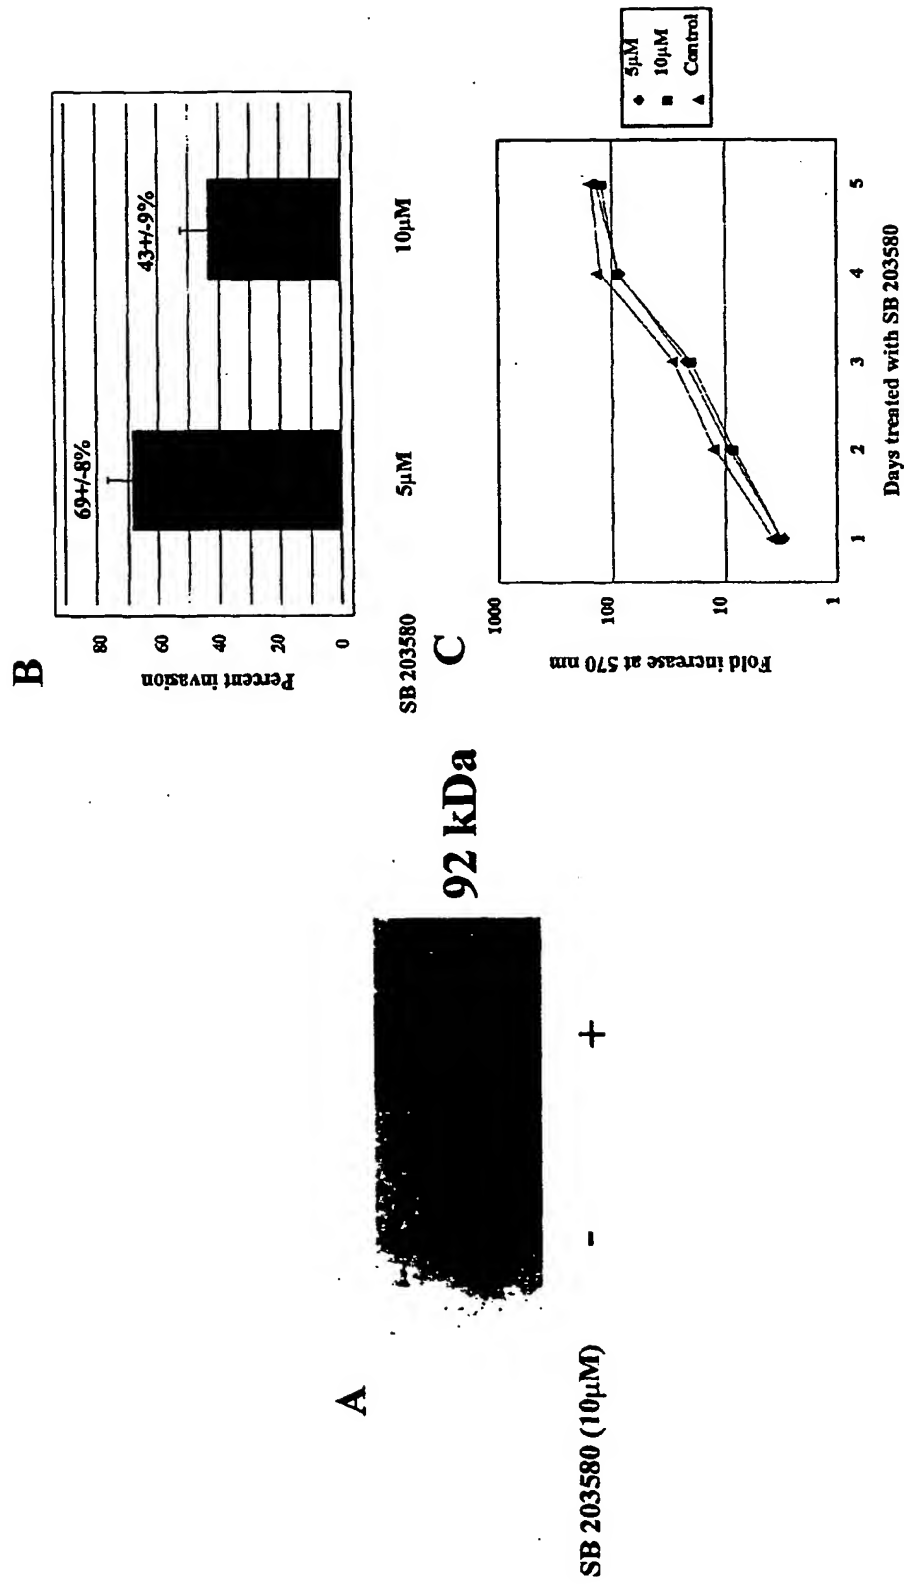 A
92 kDa
- +
SB 203580 (10µM)
B
Percent invasion
80
60
40
20
0
69+/-8%
43+/-9%
SB 203580
5µM 10µM
C
Fold increase at 570 nm
1000
100
10
1
1 2 3 4 5
Days treated with SB 203580
5µM
10µM
Control